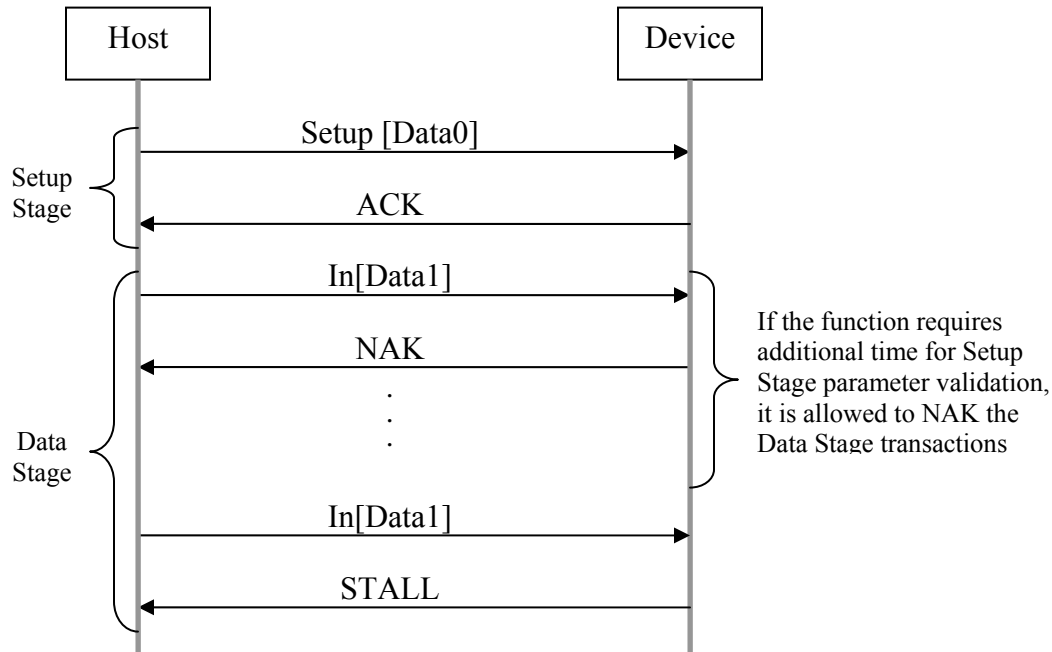 Host
Device
Setup [Data0]
Setup
Stage
ACK
In[Data1]
NAK
.
.
.
If the function requires
additional time for Setup
Stage parameter validation,
it is allowed to NAK the
Data Stage transactions
Data
Stage
In[Data1]
STALL